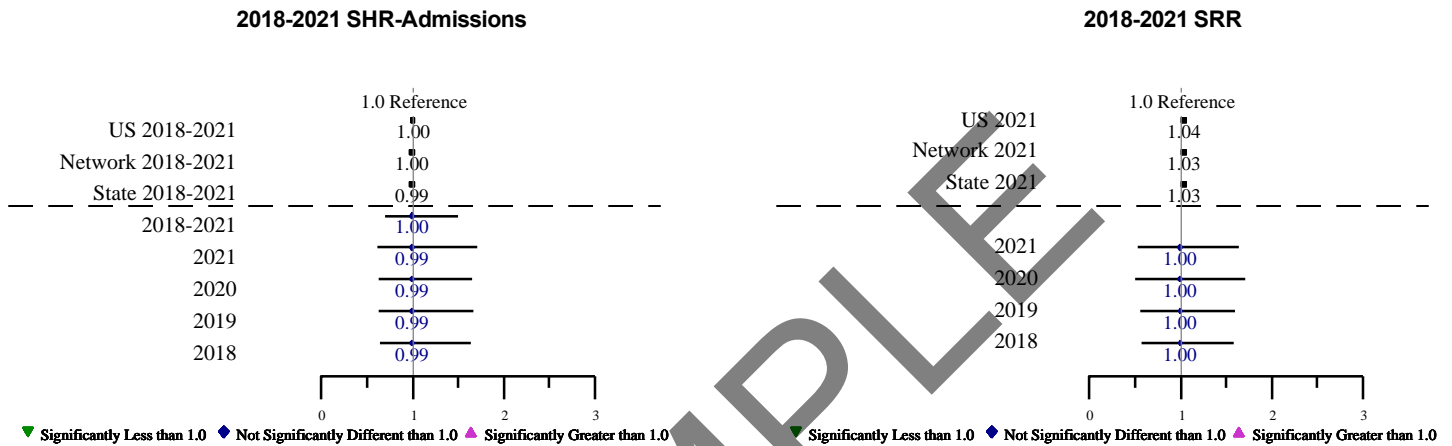 2018-2021 SHR-Admissions
1.0 Reference
US 2018-2021
1.00
Network 2018-2021
1.00
State 2018-2021
0.99
2018-2021
1.00
2021
0.99
2020
0.99
2019
0.99
2018
0.99
0 1 2 3
Significantly Less than 1.0 Not Significantly Different than 1.0 Significantly Greater than 1.0
2018-2021 SRR
1.0 Reference
US 2021
1.04
Network 2021
1.03
State 2021
1.03
2021
1.00
2020
1.00
2019
1.00
2018
1.00
0 1 2 3
Significantly Less than 1.0 Not Significantly Different than 1.0 Significantly Greater than 1.0
MPLE